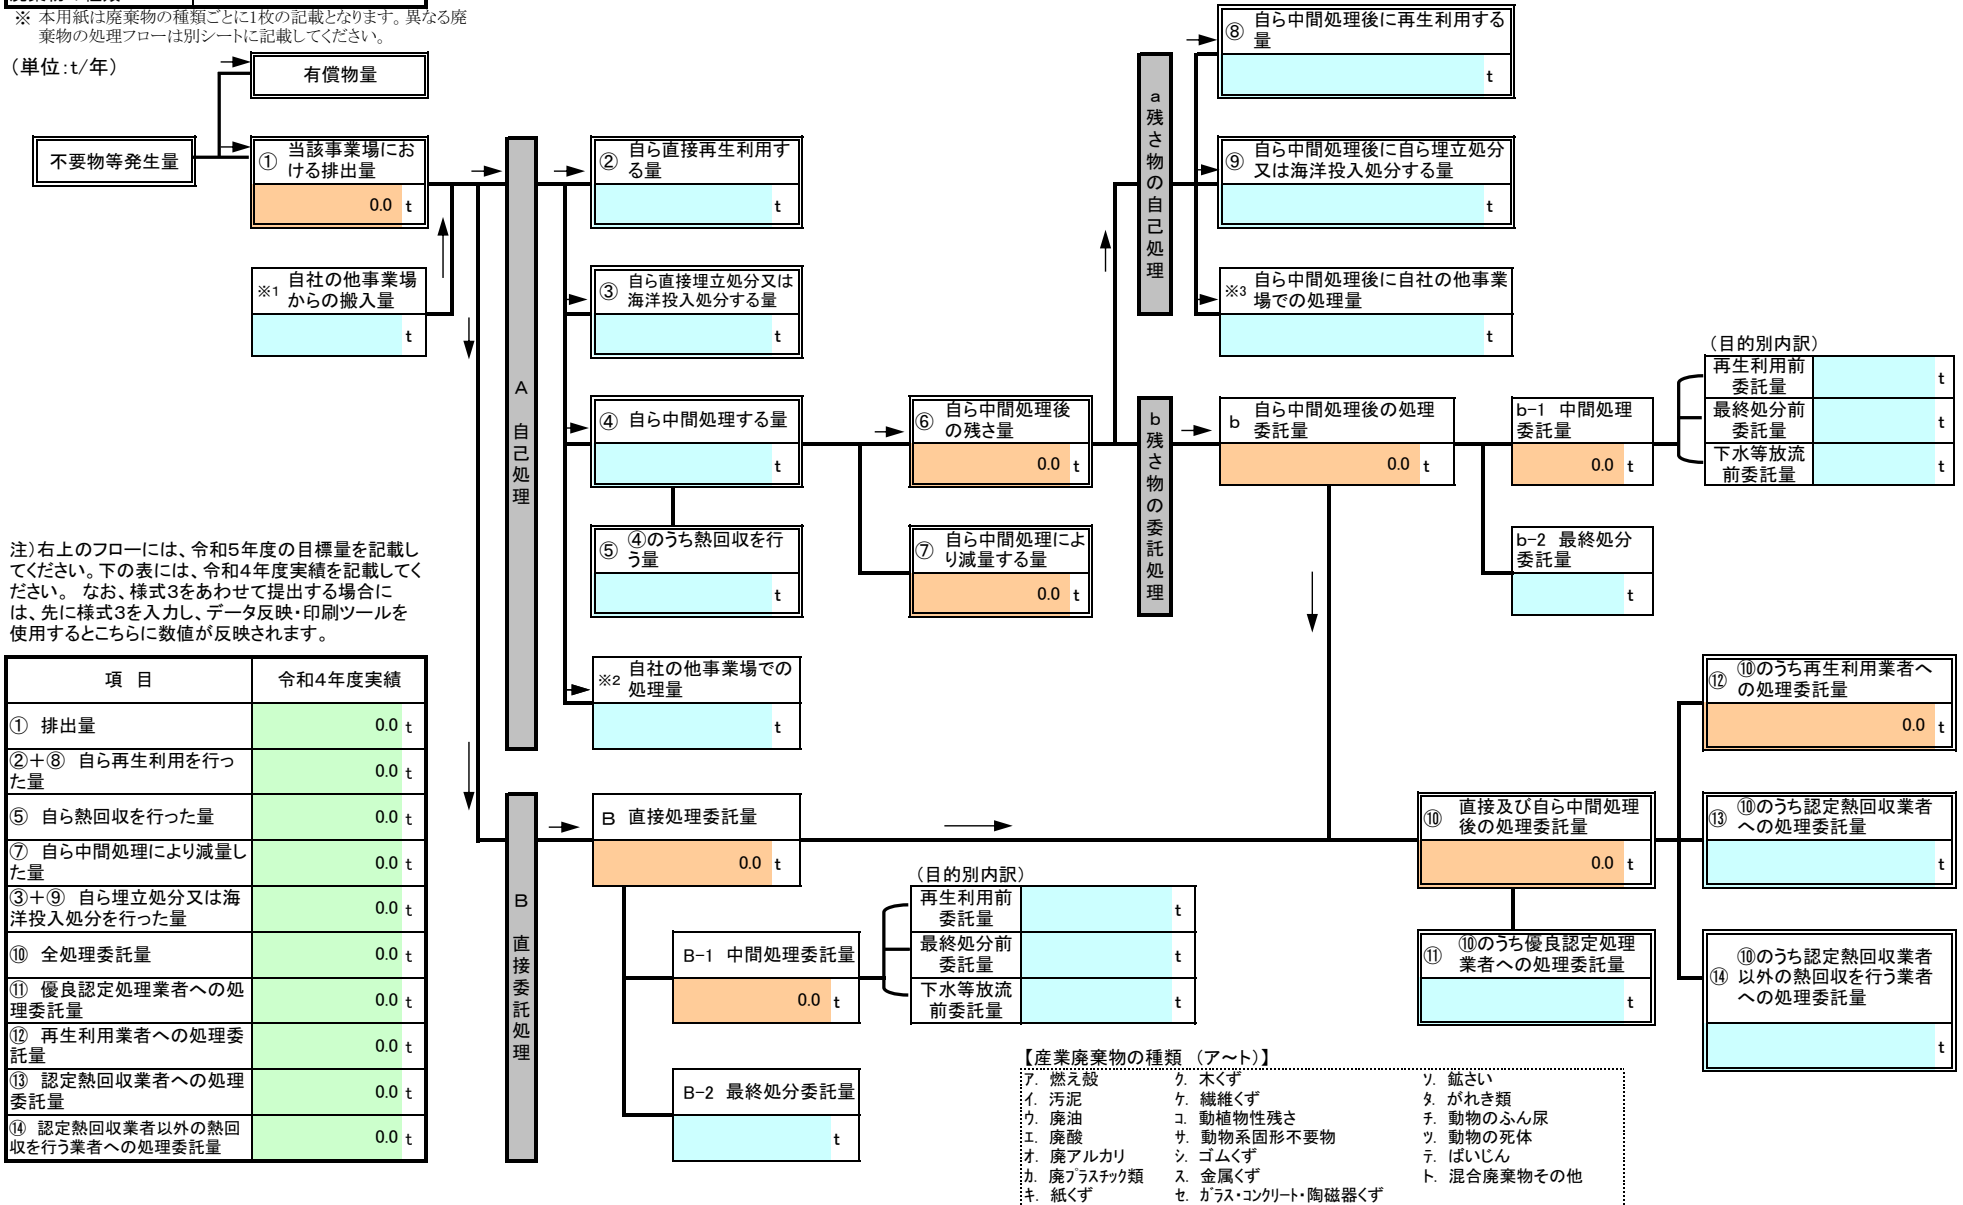 ※ 本用紙は廃棄物の種類ごとに1枚の記載となります。異なる廃
棄物の処理フローは別シートに記載してください。
（単位:t/年）
有償物量
不要物等発生量
① 当該事業場にお
ける排出量
0.0 t
※1 自社の他事業場
からの搬入量
t
A 自己処理
② 自ら直接再生利用す
る量
t
③ 自ら直接埋立処分又は
海洋投入処分する量
t
④ 自ら中間処理する量
t
⑤ ④のうち熱回収を行
う量
t
※2 自社の他事業場での
処理量
t
⑥ 自ら中間処理後
の残さ量
0.0 t
⑦ 自ら中間処理によ
り減量する量
0.0 t
a 残さ物の自己処理
⑧ 自ら中間処理後に再生利用する
量
t
⑨ 自ら中間処理後に自ら埋立処分
又は海洋投入処分する量
t
※3 自ら中間処理後に自社の他事業
場での処理量
t
b 残さ物の委託処理
b 自ら中間処理後の処理
委託量
0.0 t
b-1 中間処理
委託量
0.0 t
（目的別内訳）
再生利用前
委託量
t
最終処分前
委託量
t
下水等放流
前委託量
t
b-2 最終処分
委託量
t
注）右上のフローには、令和5年度の目標量を記載し
てください。下の表には、令和4年度実績を記載してく
ださい。 なお、様式3をあわせて提出する場合に
は、先に様式3を入力し、データ反映・印刷ツールを
使用するとこちらに数値が反映されます。
項 目 令和4年度実績
① 排出量 0.0 t
②＋⑧ 自ら再生利用を行っ
た量 0.0 t
⑤ 自ら熱回収を行った量 0.0 t
⑦ 自ら中間処理により減量し
た量 0.0 t
③＋⑨ 自ら埋立処分又は海
洋投入処分を行った量 0.0 t
⑩ 全処理委託量 0.0 t
⑪ 優良認定処理業者への処
理委託量 0.0 t
⑫ 再生利用業者への処理委
託量 0.0 t
⑬ 認定熱回収業者への処理
委託量 0.0 t
⑭ 認定熱回収業者以外の熱回
収を行う業者への処理委託量 0.0 t
B 直接委託処理
B 直接処理委託量
0.0 t
B-1 中間処理委託量
0.0 t
（目的別内訳）
再生利用前
委託量
t
最終処分前
委託量
t
下水等放流
前委託量
t
B-2 最終処分委託量
t
⑩ 直接及び自ら中間処理
後の処理委託量
0.0 t
⑪ ⑩のうち優良認定処理
業者への処理委託量
t
⑫ ⑩のうち再生利用業者へ
の処理委託量
0.0 t
⑬ ⑩のうち認定熱回収業者
への処理委託量
t
⑭ ⑩のうち認定熱回収業者
以外の熱回収を行う業者
への処理委託量
t
【産業廃棄物の種類 （ア～ト）】
ア. 燃え殻 ク. 木くず ソ. 鉱さい
イ. 汚泥 ケ. 繊維くず タ. がれき類
ウ. 廃油 コ. 動植物性残さ チ. 動物のふん尿
エ. 廃酸 サ. 動物系固形不要物 ツ. 動物の死体
オ. 廃アルカリ シ. ゴムくず テ. ばいじん
カ. 廃プラスチック類 ス. 金属くず ト. 混合廃棄物その他
キ. 紙くず セ. ガラス・コンクリート・陶磁器くず